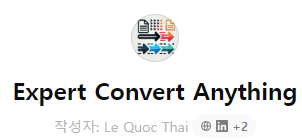 Expert Convert Anything
작성자: Le Quoc Thai +2